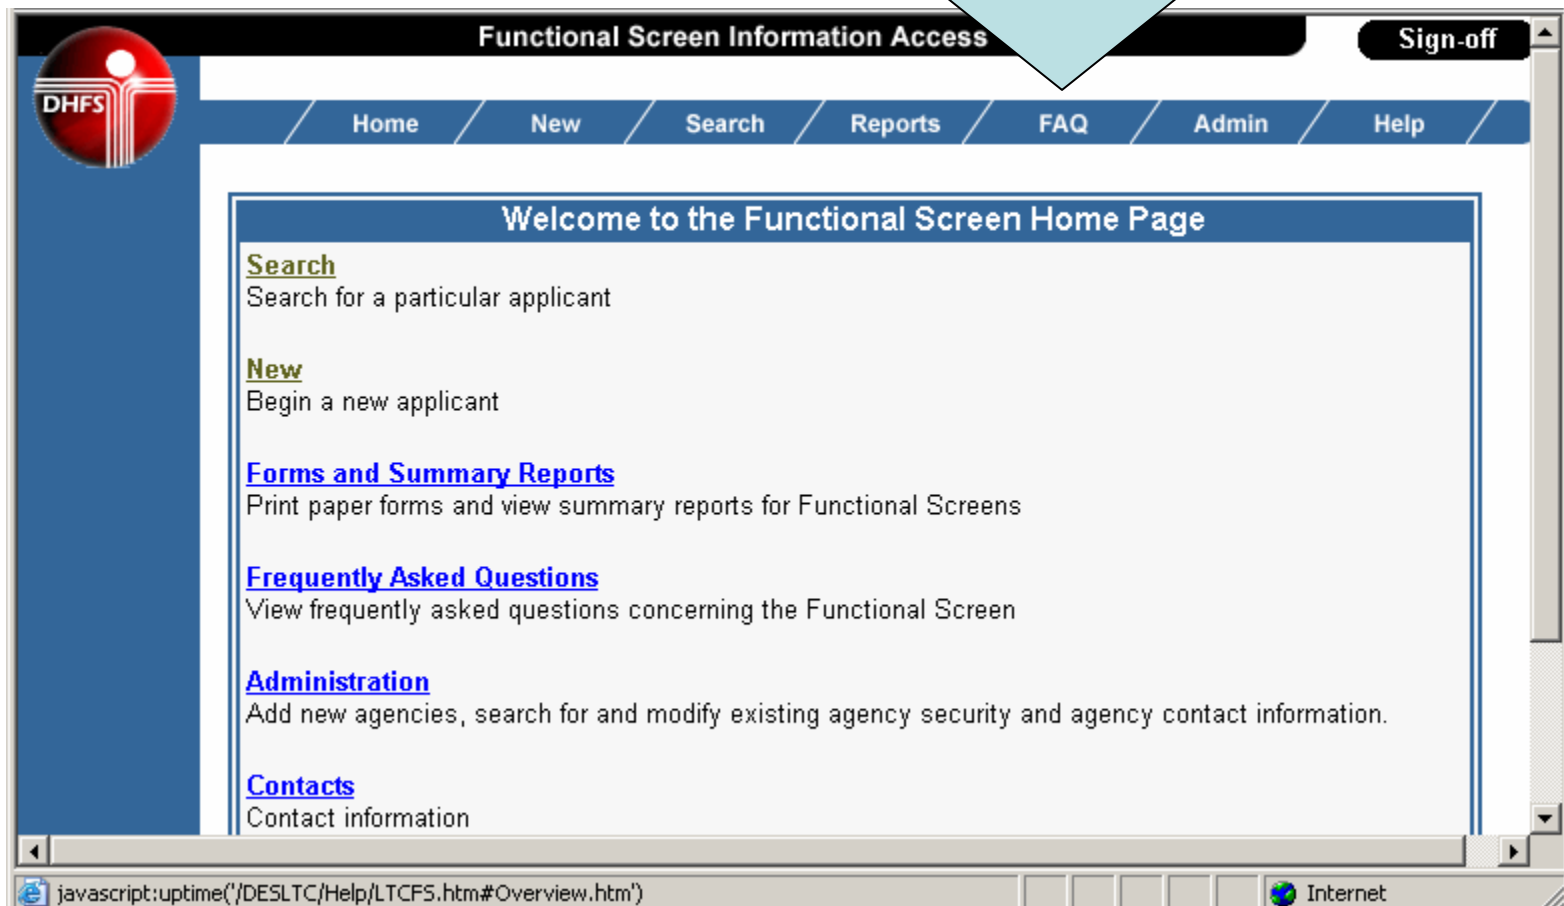 Functional Screen Information Access
Sign-off
DHFS
Home New Search Reports FAQ Admin Help
Welcome to the Functional Screen Home Page
Search
Search for a particular applicant
New
Begin a new applicant
Forms and Summary Reports
Print paper forms and view summary reports for Functional Screens
Frequently Asked Questions
View frequently asked questions concerning the Functional Screen
Administration
Add new agencies, search for and modify existing agency security and agency contact information.
Contacts
Contact information
javascript:uptime('/DESLTC/Help/LTCFS.htm#Overview.htm')
Internet